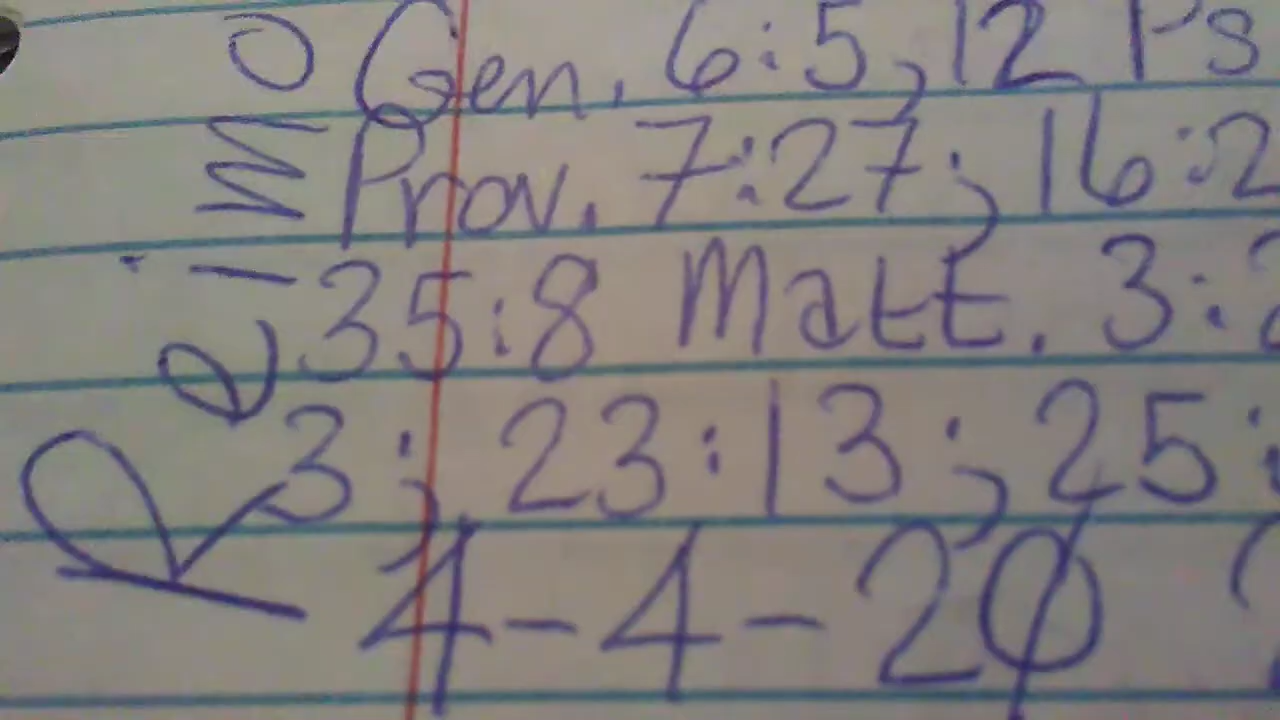 Gen. 6:5,12 Ps
Prov. 7:27; 16:2
35:8 Matt. 3:
3; 23:13; 25:
4-4-20